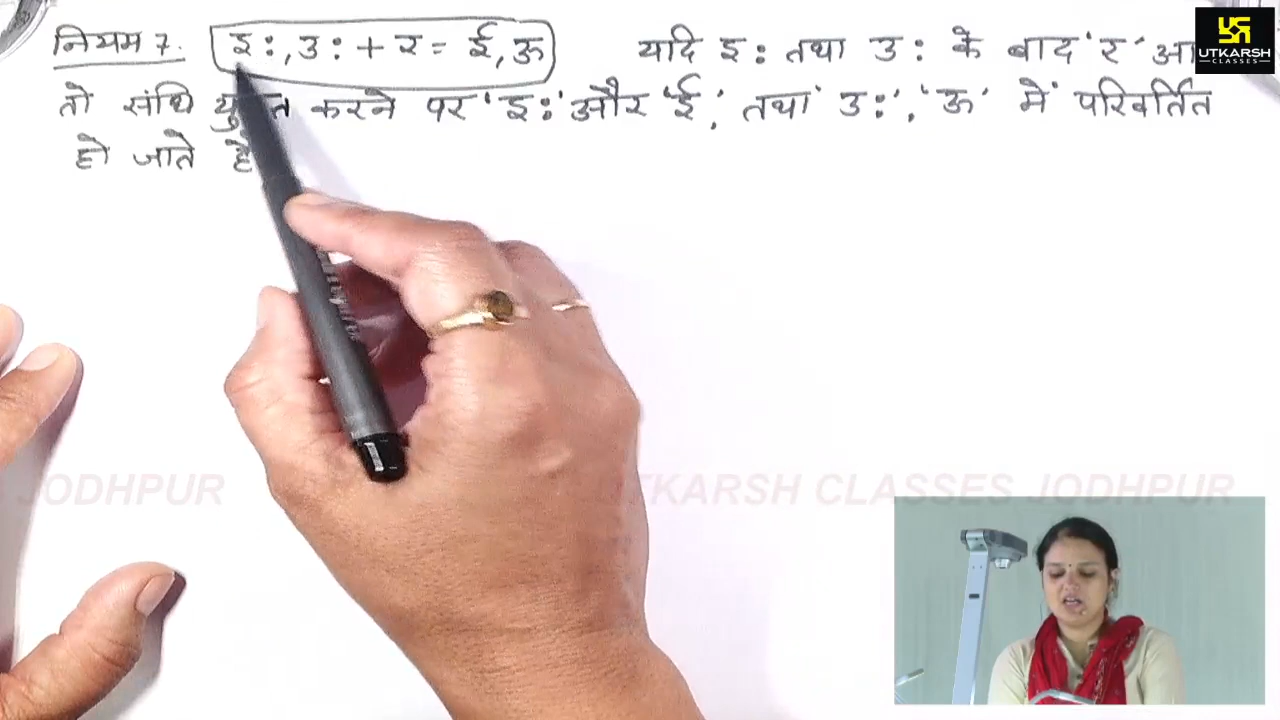 नियम 7. इः, उः + र = ई, ऊ यदि इः तथा उः के बाद 'र' आ
तो संधि युक्त करने पर 'इः' और 'ई', तथा 'उः', 'ऊ' में परिवर्तित
हो जाते है
UTKARSH
CLASSES
JODHPUR UTKARSH CLASSES JODHPUR